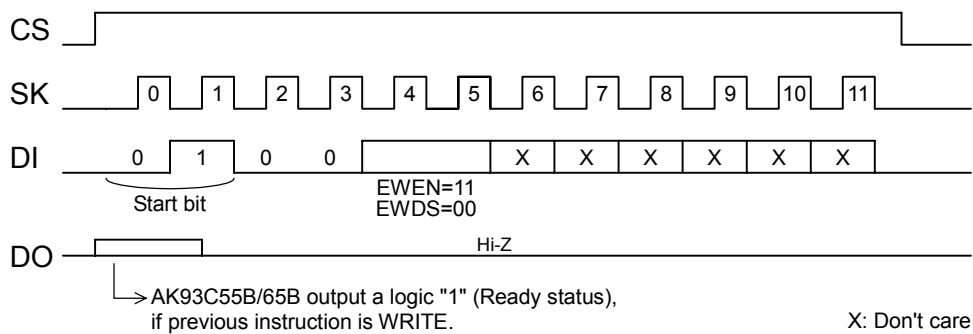 CS
SK 0 1 2 3 4 5 6 7 8 9 10 11
DI 0 1 0 0 X X X X X X
Start bit
EWEN=11
EWDS=00
DO Hi-Z
AK93C55B/65B output a logic "1" (Ready status),
if previous instruction is WRITE.
X: Don't care